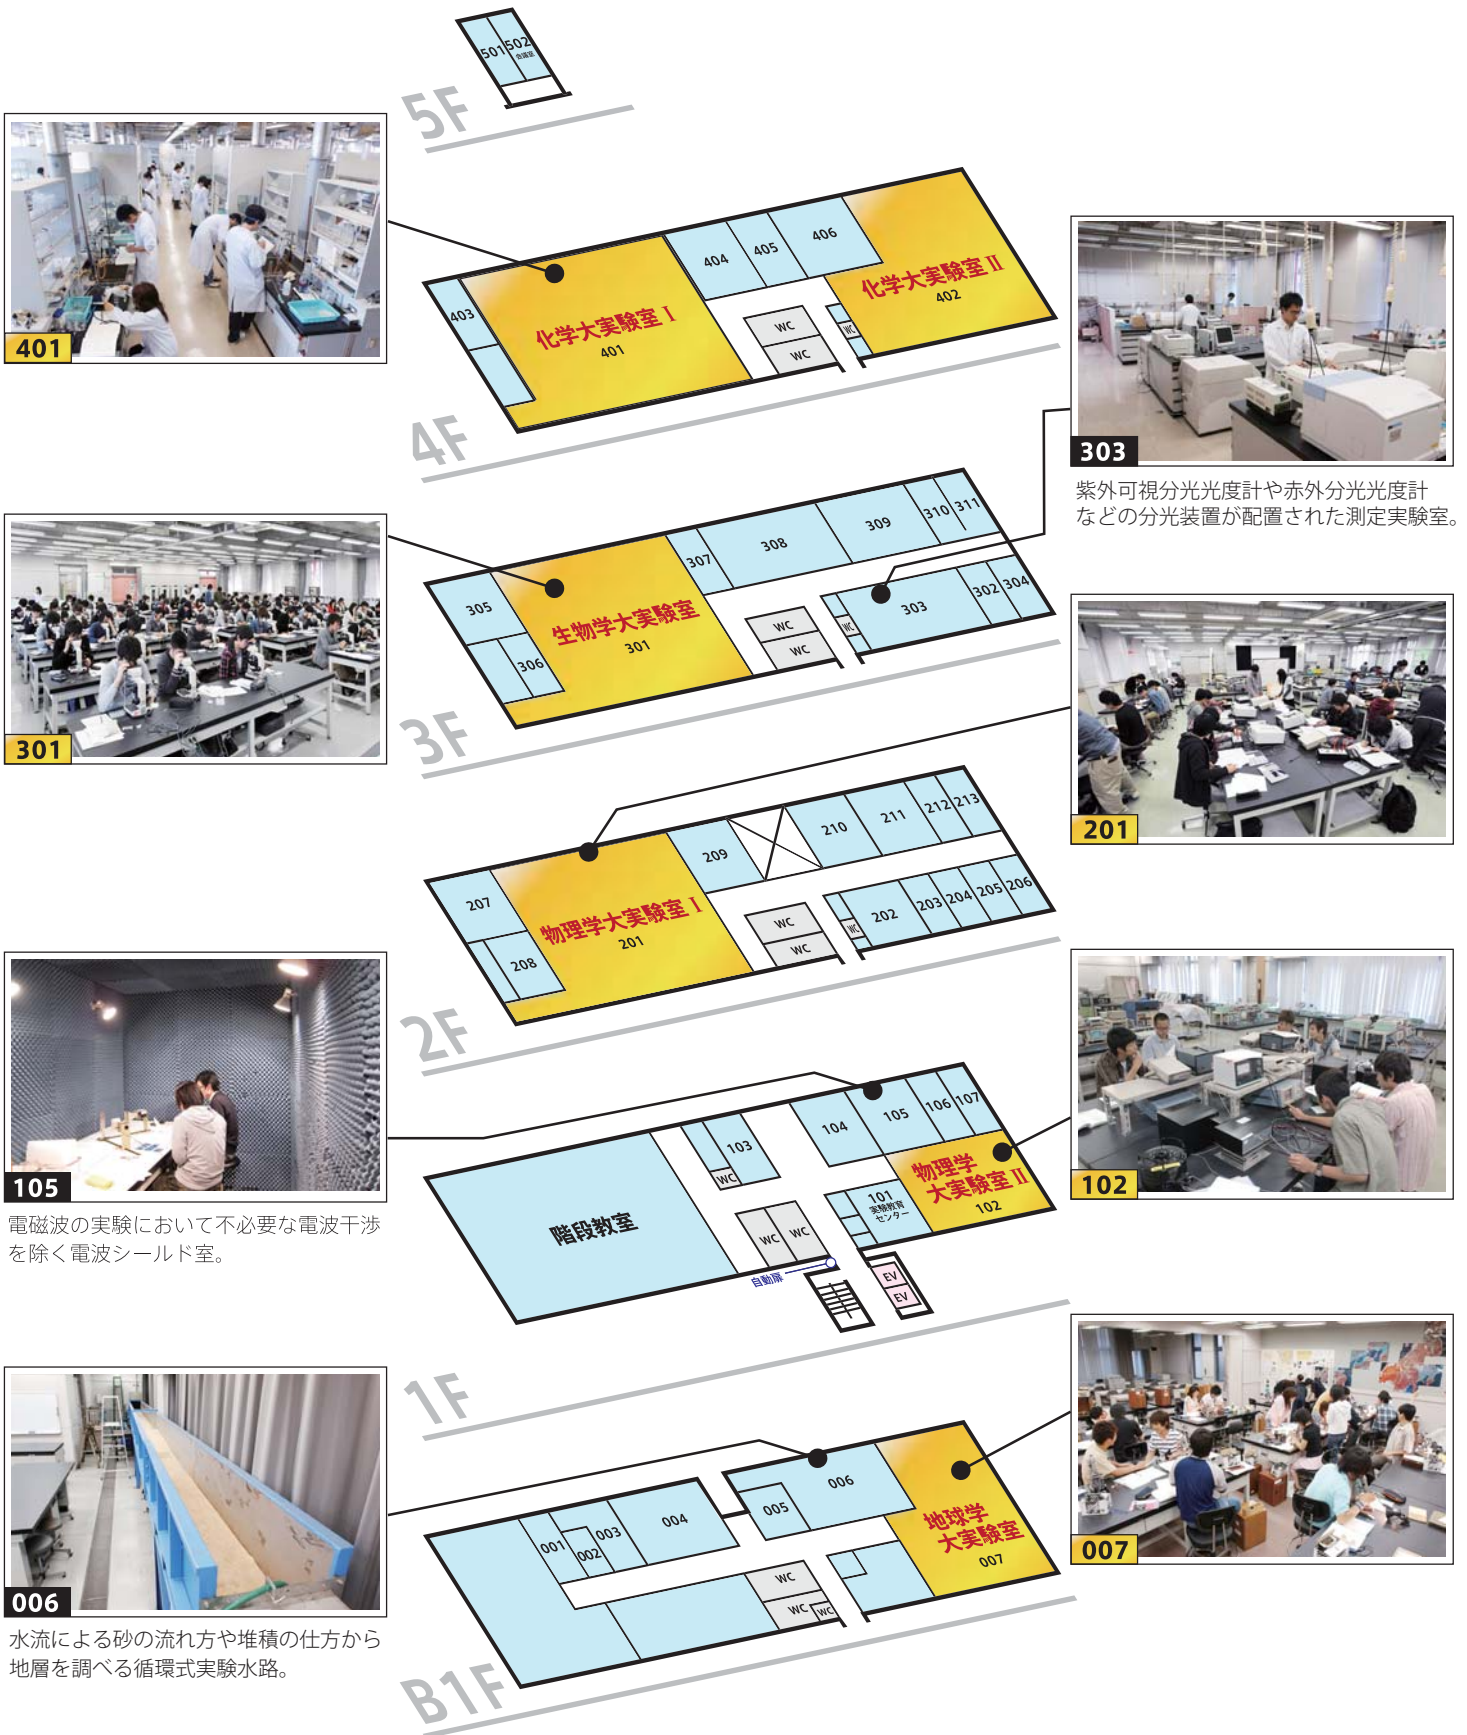 501
502
会議室
5F
401
403
化学大実験室 I
401
404
405
406
化学大実験室 II
402
WC
WC
WC
4F
303
紫外可視分光光度計や赤外分光光度計
などの分光装置が配置された測定実験室。
301
305
306
生物学大実験室
301
307
308
309
310
311
WC
WC
WC
303
302
304
3F
201
207
208
物理学大実験室 I
201
209
210
211
212
213
WC
WC
WC
202
203
204
205
206
2F
105
電磁波の実験において不必要な電波干渉
を除く電波シールド室。
102
階段教室
103
WC
104
105
106
107
物理学
大実験室 II
102
101
実験教育
センター
WC
WC
自動扉
EV
EV
1F
006
水流による砂の流れ方や堆積の仕方から
地層を調べる循環式実験水路。
007
001
002
003
004
005
006
地球学
大実験室
007
WC
WC
WC
B1F